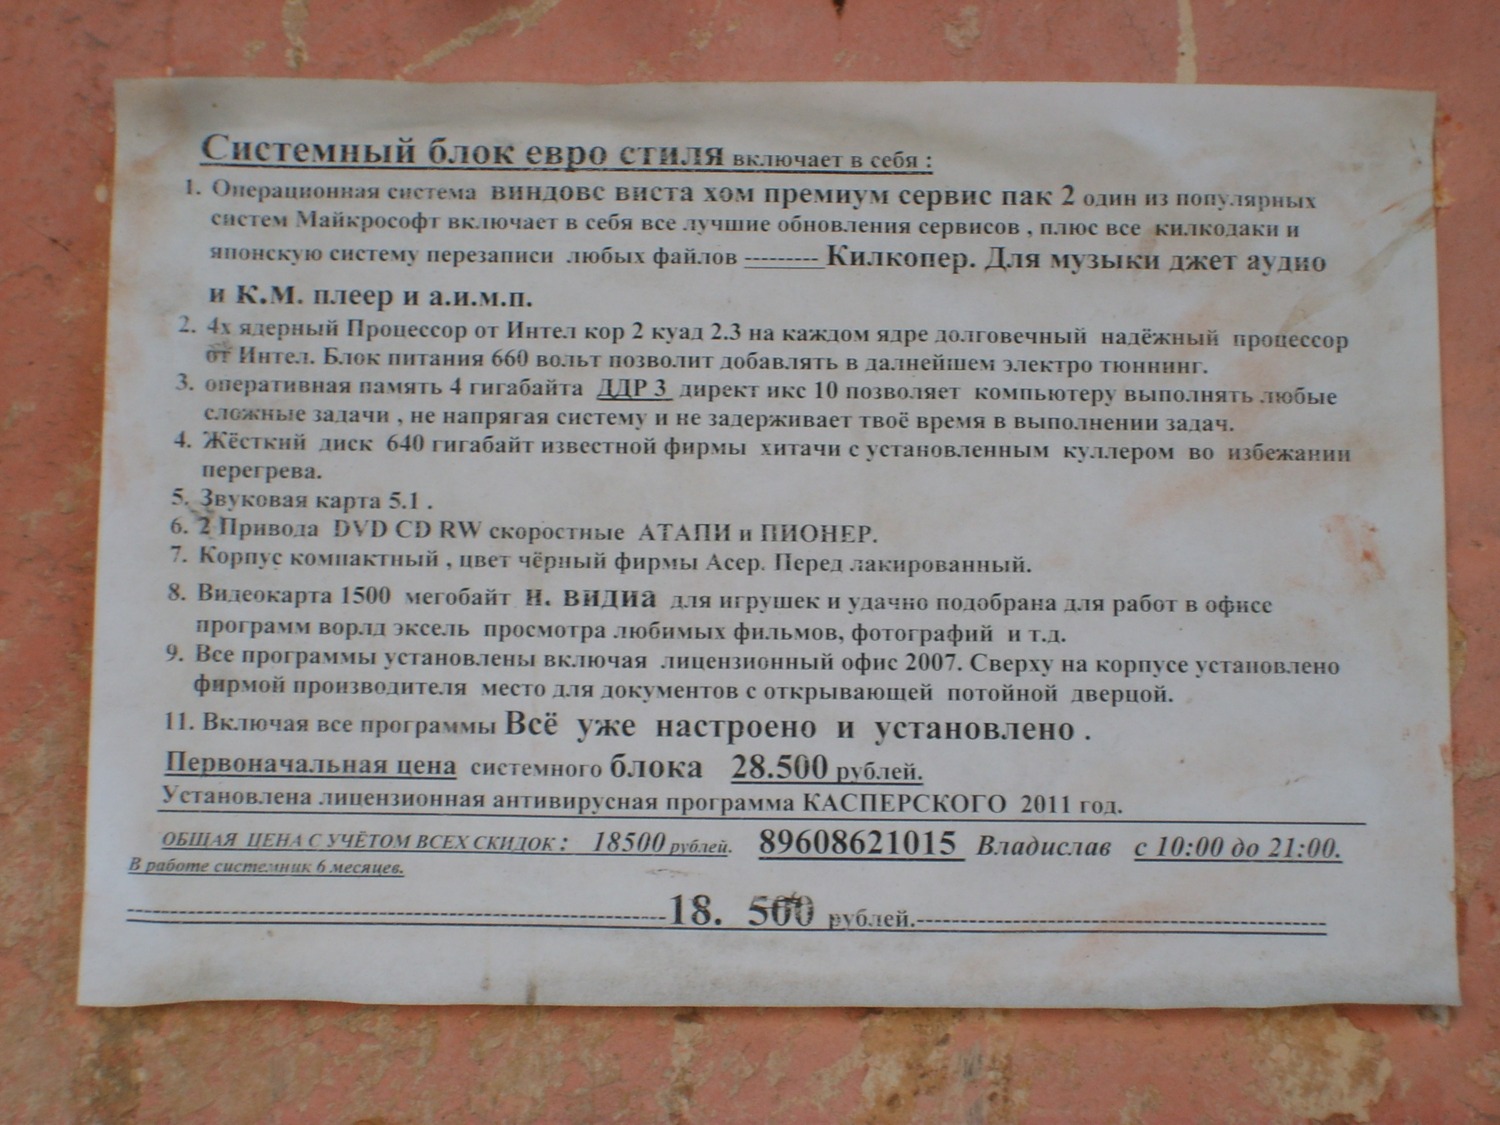 Системный блок евро стиля включает в себя :
1. Операционная система виндовс виста хом премиум сервис пак 2 один из популярных
систем Майкрософт включает в себя все лучшие обновления сервисов , плюс все килкодаки и
японскую систему перезаписи любых файлов --------- Килкопер. Для музыки джет аудио
и К.М. плеер и а.и.м.п.
2. 4х ядерный Процессор от Интел кор 2 куад 2.3 на каждом ядре долговечный надёжный процессор
от Интел. Блок питания 660 вольт позволит добавлять в далнейшем электро тюннинг.
3. оперативная память 4 гигабайта ДДР 3 директ икс 10 позволяет компьютеру выполнять любые
сложные задачи , не напрягая систему и не задерживает твоё время в выполнении задач.
4. Жёсткий диск 640 гигабайт известной фирмы хитачи с установленным куллером во избежании
перегрева.
5. Звуковая карта 5.1 .
6. 2 Привода DVD CD RW скоростные АТАПИ и ПИОНЕР.
7. Корпус компактный , цвет чёрный фирмы Асер. Перед лакированный.
8. Видеокарта 1500 мегобайт н. видиа для игрушек и удачно подобрана для работ в офисе
программ ворлд эксель просмотра любимых фильмов, фотографий и т.д.
9. Все программы установлены включая лицензионный офис 2007. Сверху на корпусе установлено
фирмой производителя место для документов с открывающей потойной дверцой.
11. Включая все программы Всё уже настроено и установлено .
Первоначальная цена системного блока 28.500 рублей.
Установлена лицензионная антивирусная программа КАСПЕРСКОГО 2011 год.
ОБЩАЯ ЦЕНА С УЧЁТОМ ВСЕХ СКИДОК : 18500 рублей. 89608621015 Владислав с 10:00 до 21:00.
В работе системник 6 месяцев.
18. 500 рублей.